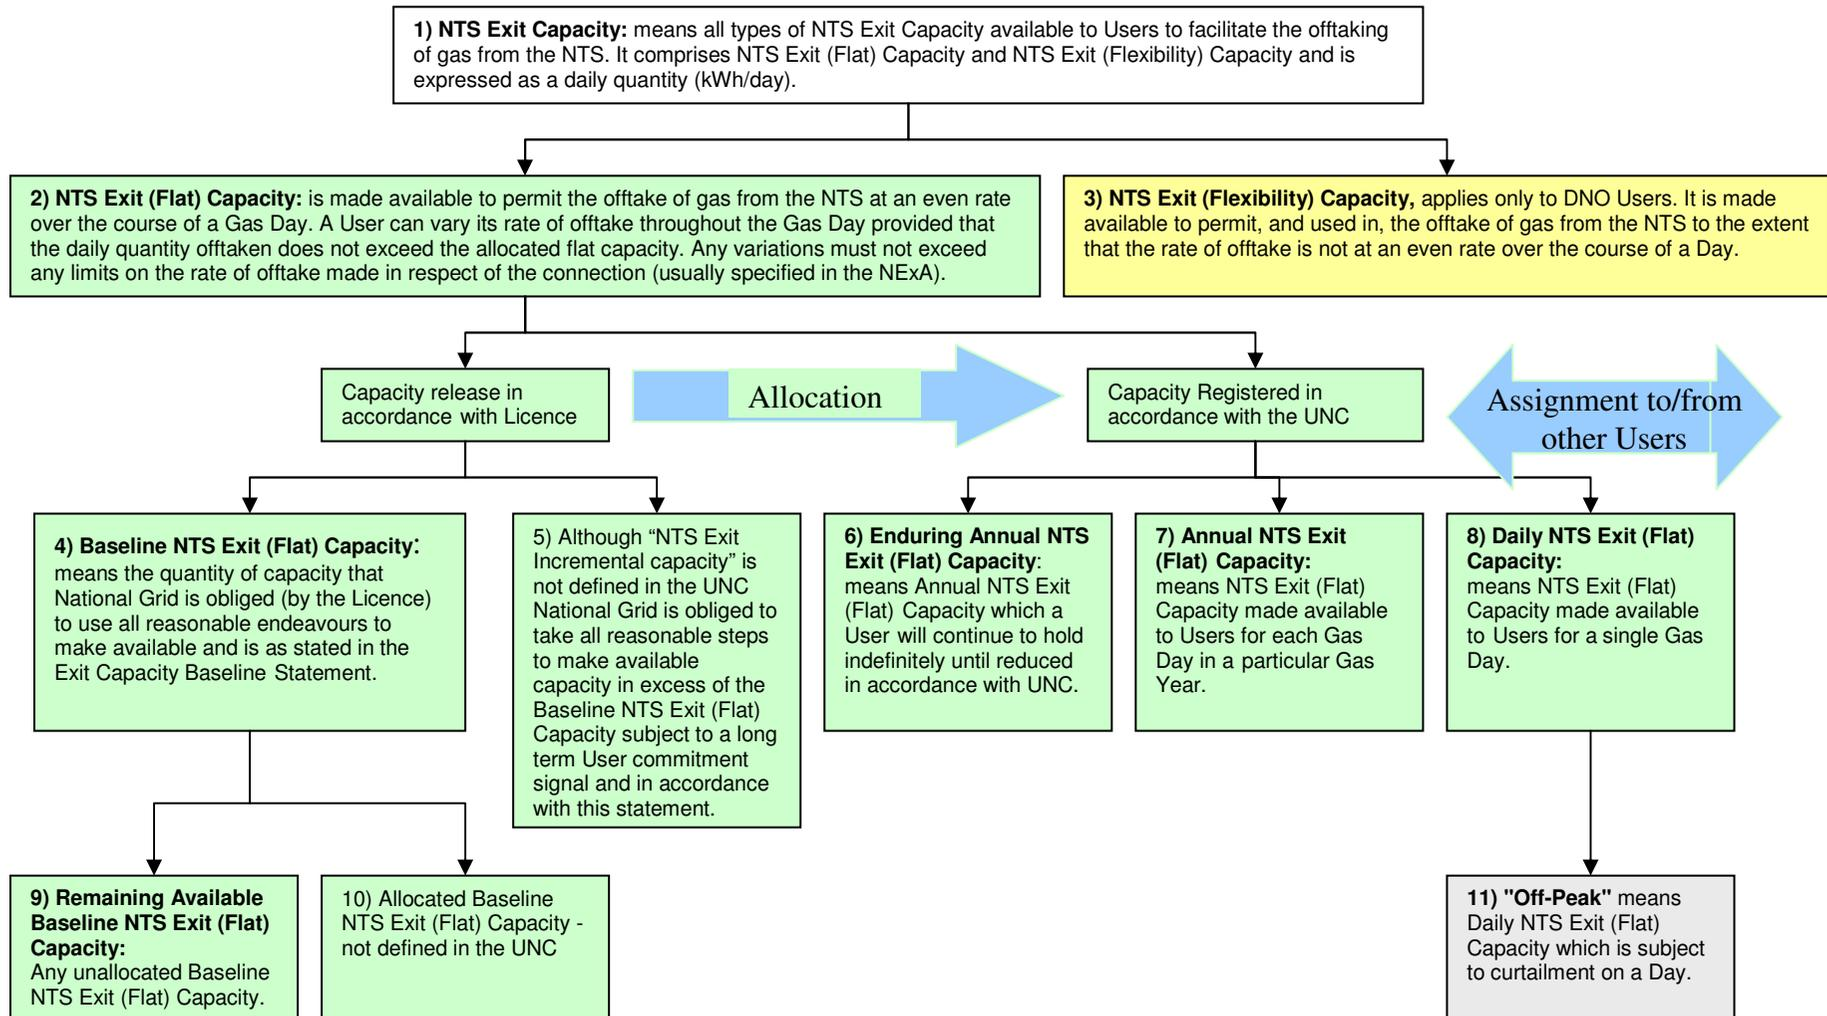 1) NTS Exit Capacity: means all types of NTS Exit Capacity available to Users to facilitate the offtaking
of gas from the NTS. It comprises NTS Exit (Flat) Capacity and NTS Exit (Flexibility) Capacity and is
expressed as a daily quantity (kWh/day).
2) NTS Exit (Flat) Capacity: is made available to permit the offtake of gas from the NTS at an even rate
over the course of a Gas Day. A User can vary its rate of offtake throughout the Gas Day provided that
the daily quantity offtaken does not exceed the allocated flat capacity. Any variations must not exceed
any limits on the rate of offtake made in respect of the connection (usually specified in the NExA).
3) NTS Exit (Flexibility) Capacity, applies only to DNO Users. It is made
available to permit, and used in, the offtake of gas from the NTS to the extent
that the rate of offtake is not at an even rate over the course of a Day.
Capacity release in
accordance with Licence
Allocation
Capacity Registered in
accordance with the UNC
Assignment to/from
other Users
4) Baseline NTS Exit (Flat) Capacity:
means the quantity of capacity that
National Grid is obliged (by the Licence)
to use all reasonable endeavours to
make available and is as stated in the
Exit Capacity Baseline Statement.
5) Although “NTS Exit
Incremental capacity” is
not defined in the UNC
National Grid is obliged to
take all reasonable steps
to make available
capacity in excess of the
Baseline NTS Exit (Flat)
Capacity subject to a long
term User commitment
signal and in accordance
with this statement.
6) Enduring Annual NTS
Exit (Flat) Capacity:
means Annual NTS Exit
(Flat) Capacity which a
User will continue to hold
indefinitely until reduced
in accordance with UNC.
7) Annual NTS Exit
(Flat) Capacity:
means NTS Exit (Flat)
Capacity made available
to Users for each Gas
Day in a particular Gas
Year.
8) Daily NTS Exit (Flat)
Capacity:
means NTS Exit (Flat)
Capacity made available
to Users for a single Gas
Day.
9) Remaining Available
Baseline NTS Exit (Flat)
Capacity:
Any unallocated Baseline
NTS Exit (Flat) Capacity.
10) Allocated Baseline
NTS Exit (Flat) Capacity -
not defined in the UNC
11) "Off-Peak" means
Daily NTS Exit (Flat)
Capacity which is subject
to curtailment on a Day.